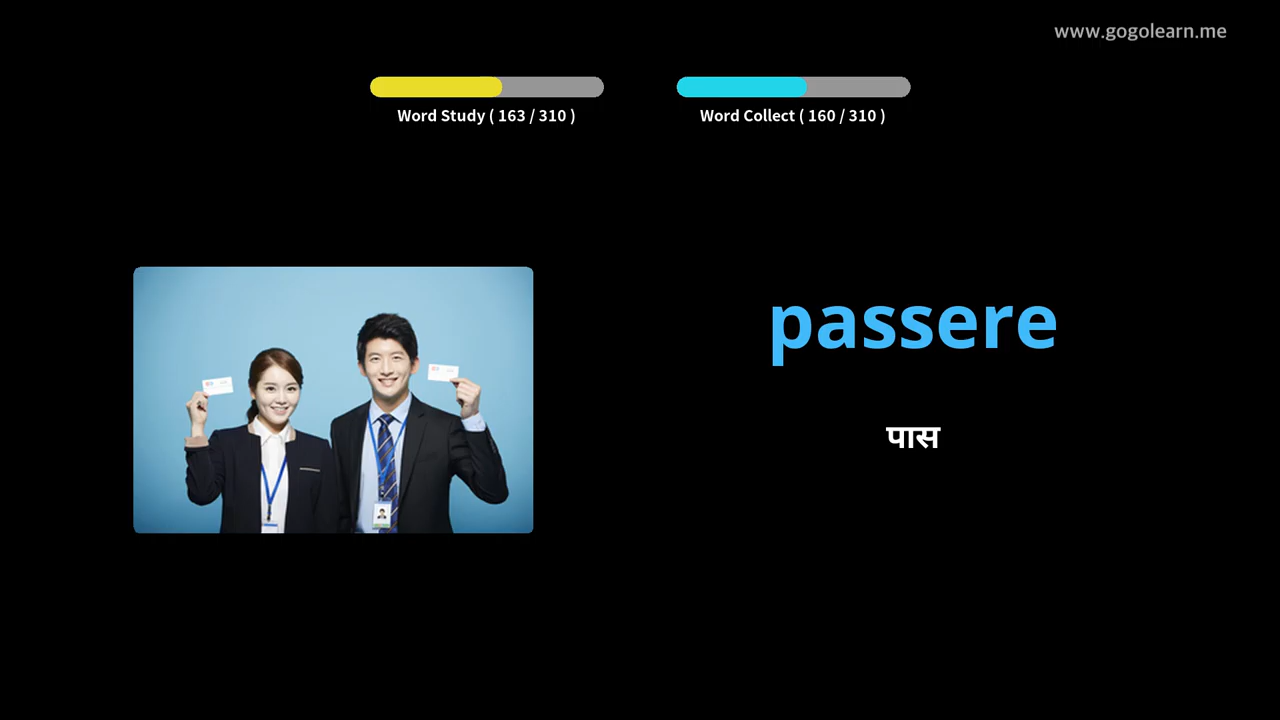 www.gogolearn.me
Word Study ( 163 / 310 )
Word Collect ( 160 / 310 )
passere
पास